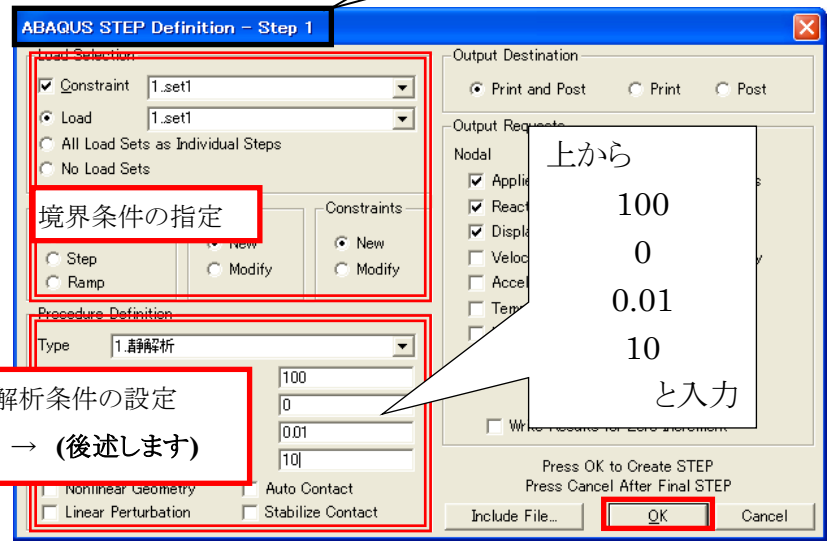 ABAQUS STEP Definition - Step 1
Load Selection
Constraint 1..set1
Load 1..set1
All Load Sets as Individual Steps
No Load Sets
境界条件の指定
New
Step
Modify
Ramp
Constraints
New
Modify
Procedure Definition
Type 1.静解析
100
0
0.01
10
解析条件の設定
→ (後述します)
Nonlinear Geometry
Auto Contact
Linear Perturbation
Stabilize Contact
Output Destination
Print and Post
Print
Post
Output Requests
Nodal
上から
100
0
0.01
10
と入力
Press OK to Create STEP
Press Cancel After Final STEP
Include File...
OK
Cancel